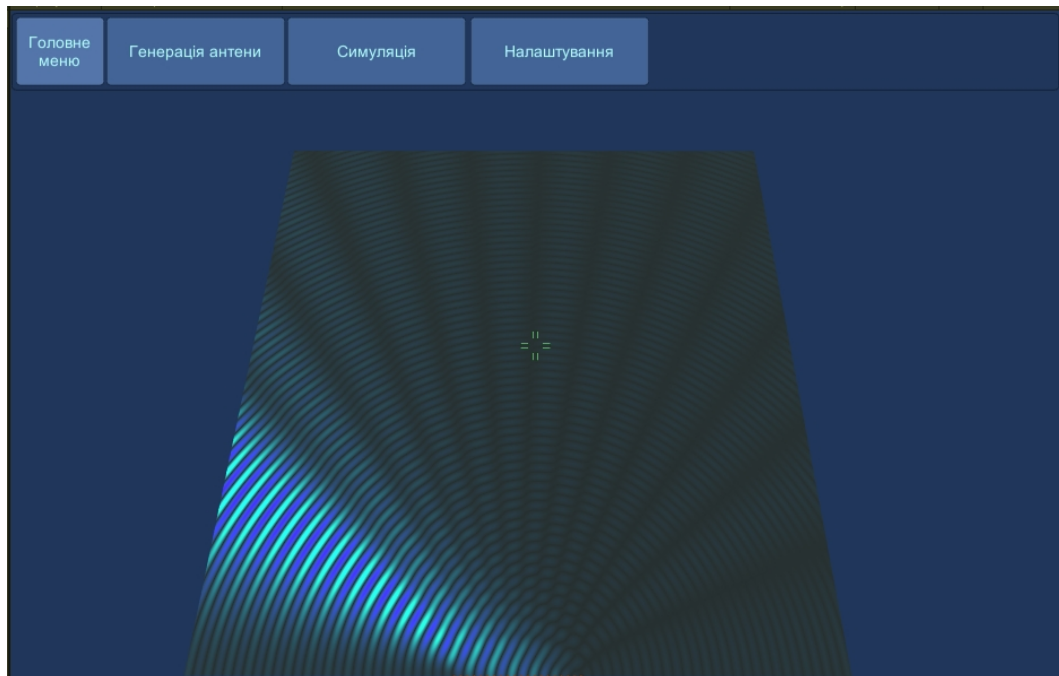 Головне
меню
Генерація антени
Симуляція
Налаштування